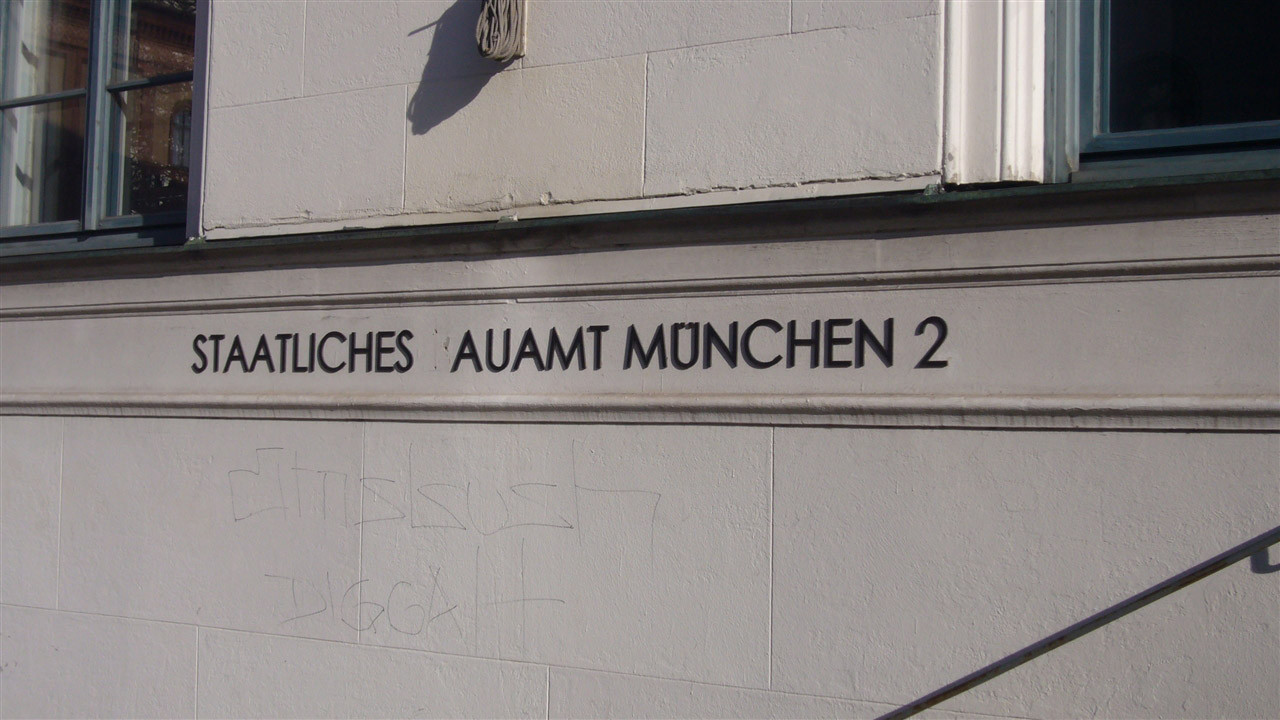 STAATLICHES AUAMT MÜNCHEN 2
DIGGA